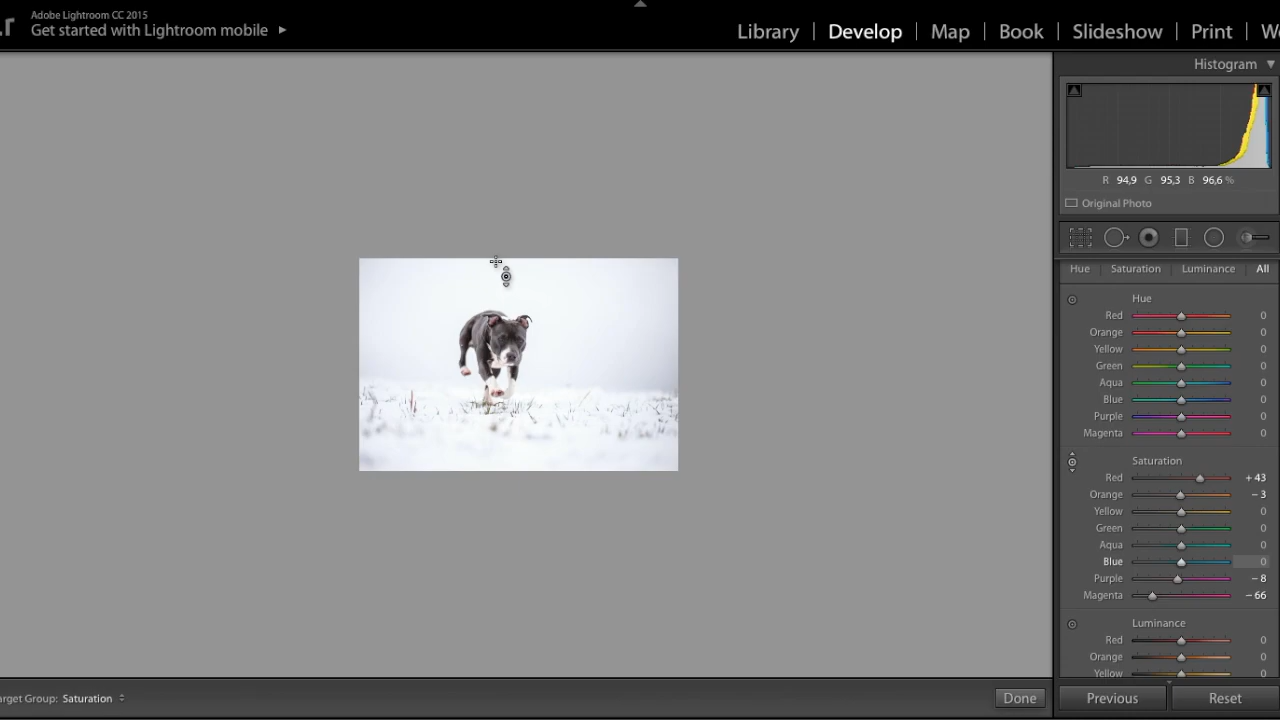 Adobe Lightroom CC 2015
Get started with Lightroom mobile
Library | Develop | Map | Book | Slideshow | Print | W
Histogram
R 94,9 G 95,3 B 96,6 %
Original Photo
Hue | Saturation | Luminance | All
Hue
Red 0
Orange 0
Yellow 0
Green 0
Aqua 0
Blue 0
Purple 0
Magenta 0
Saturation
Red + 43
Orange − 3
Yellow 0
Green 0
Aqua 0
Blue 0
Purple − 8
Magenta − 66
Luminance
Red 0
Orange 0
Yellow 0
arget Group: Saturation
Done
Previous
Reset